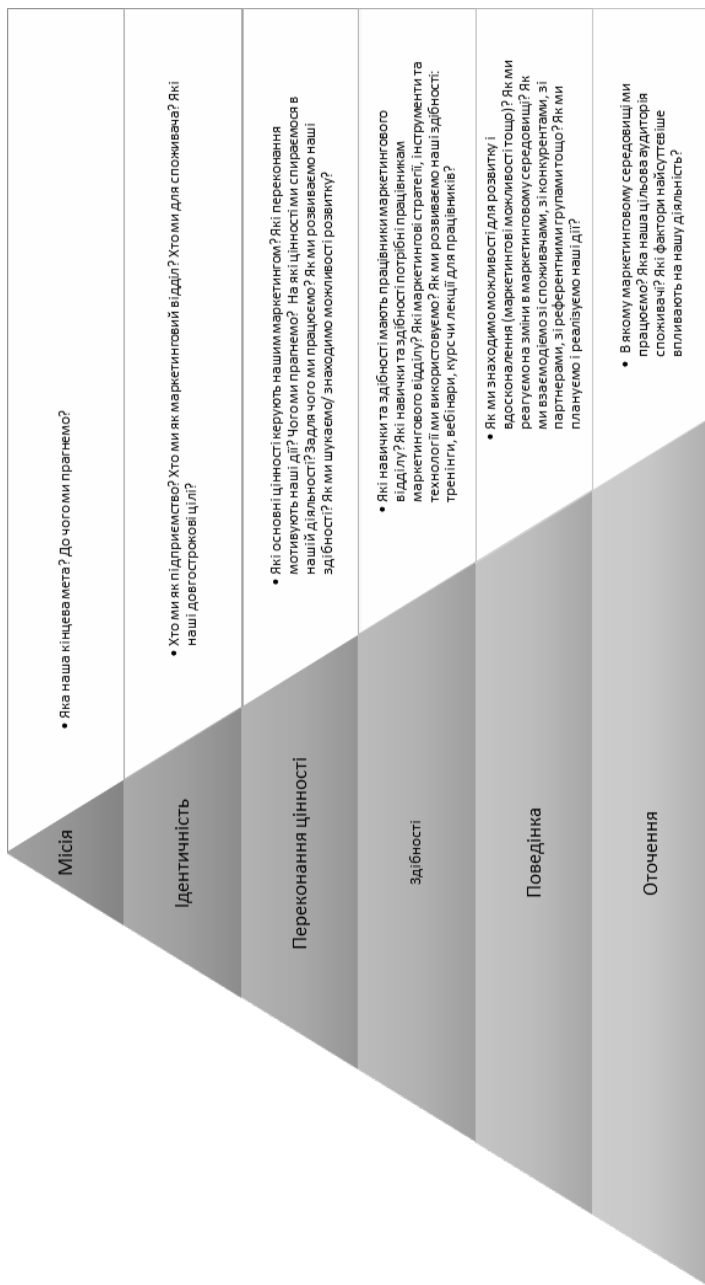 Місія
• Яка наша кінцева мета? До чого ми прагнемо?
Ідентичність
• Хто ми як підприємство? Хто ми як маркетинговий відділ? Хто ми для споживача? Які
наші довгострокові цілі?
Переконання цінності
• Які основні цінності керують нашим маркетингом? Які переконання
мотивують наші дії? Чого ми прагнемо? На які цінності ми спираємося в
нашій діяльності? Задля чого ми працюємо? Як ми розвиваємо наші
здібності? Як ми шукаємо/ знаходимо можливості розвитку?
Здібності
• Які навички та здібності мають працівники маркетингового
відділу? Які навички та здібності потрібні працівникам
маркетингового відділу? Які маркетингові стратегії, інструменти та
технології ми використовуємо? Як ми розвиваємо наші здібності:
тренінги, вебінари, курс чи лекції для працівників?
Поведінка
• Як ми знаходимо можливості для розвитку і
вдосконалення (маркетингові можливості тощо)? Як ми
реагуємо на зміни в маркетинговому середовищі? Як
ми взаємодіємо зі споживачами, зі конкурентами, зі
партнерами, зі референтними групами тощо? Як ми
плануємо і реалізуємо наші дії?
Оточення
• В якому маркетинговому середовищі ми
працюємо? Яка наша цільова аудиторія
споживачі? Які фактори найсуттєвіше
впливають на нашу діяльність?